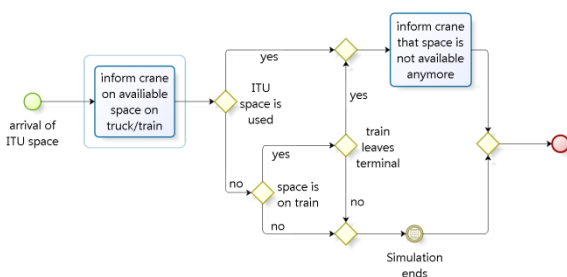 inform crane
on availiable
space on
truck/train
arrival of
ITU space
yes
ITU
space is
used
inform crane
that space is
not available
anymore
yes
train
leaves
terminal
yes
no
space is
on train
no
no
Simulation
ends